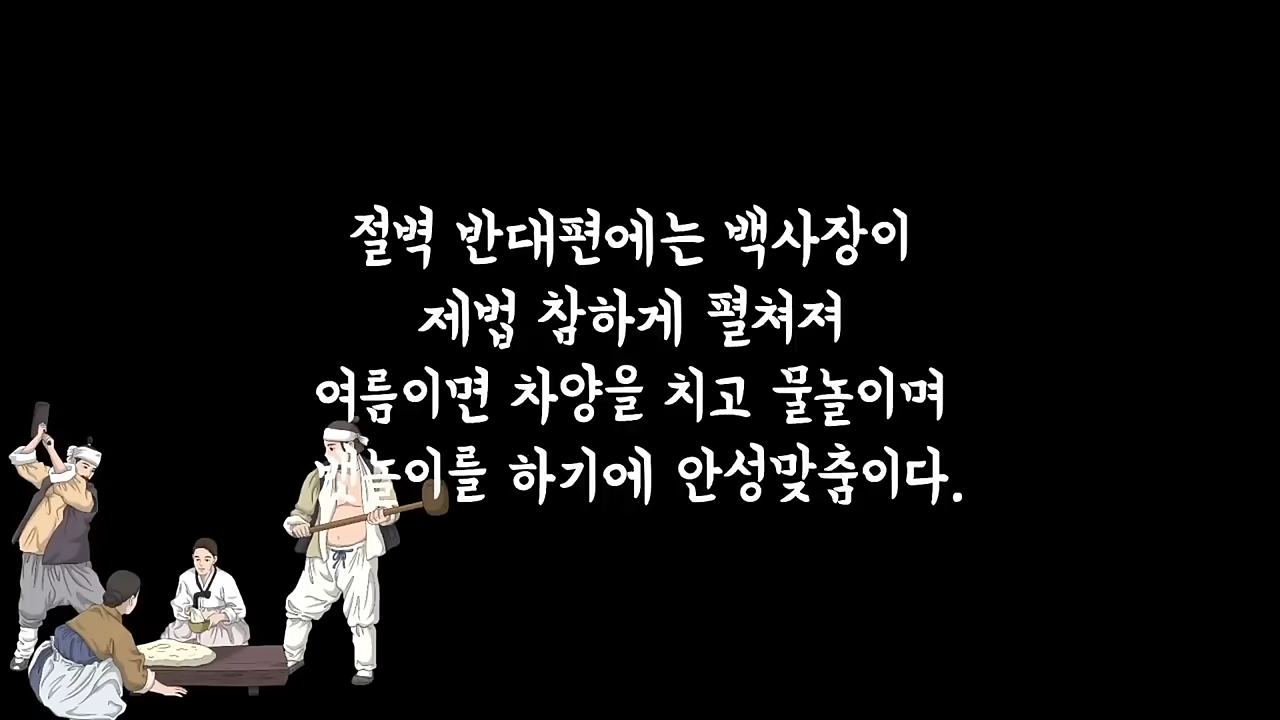 절벽 반대편에는 백사장이
제법 참하게 펼쳐져
여름이면 차양을 치고 물놀이며
뱃놀이를 하기에 안성맞춤이다.